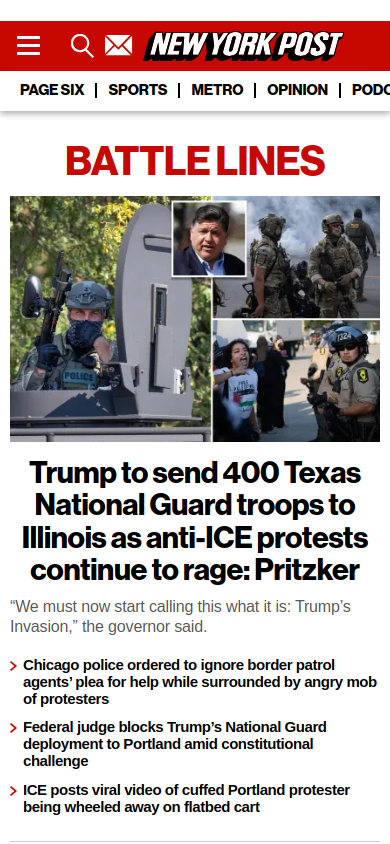 NEW YORK POST
PAGE SIX
SPORTS
METRO
OPINION
PODC
BATTLE LINES
POLICE
1324
Trump to send 400 Texas
National Guard troops to
Illinois as anti-ICE protests
continue to rage: Pritzker
“We must now start calling this what it is: Trump’s
Invasion,” the governor said.
Chicago police ordered to ignore border patrol
agents’ plea for help while surrounded by angry mob
of protesters
Federal judge blocks Trump’s National Guard
deployment to Portland amid constitutional
challenge
ICE posts viral video of cuffed Portland protester
being wheeled away on flatbed cart